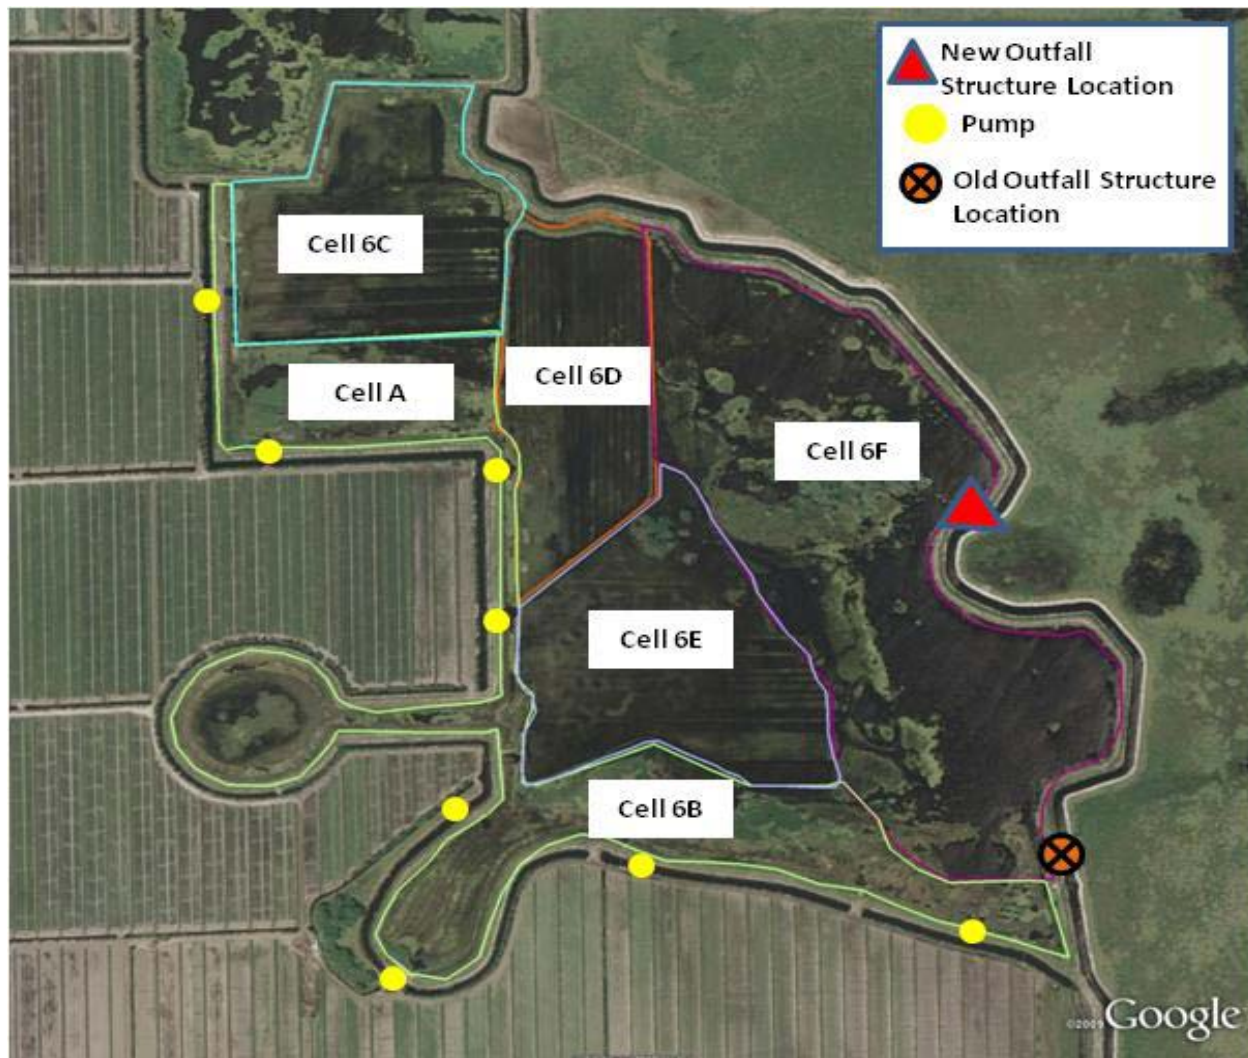 New Outfall
Structure Location
Pump
Old Outfall Structure
Location
Cell 6C
Cell A
Cell 6D
Cell 6F
Cell 6E
Cell 6B
©2009 Google